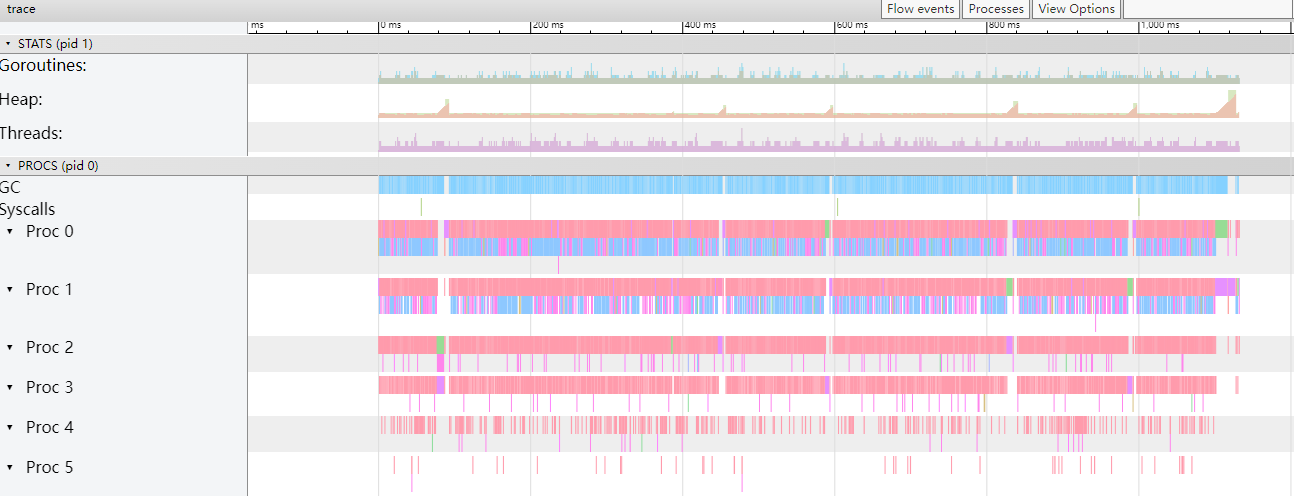 trace
Flow events Processes View Options
ms 0 ms 200 ms 400 ms 600 ms 800 ms 1,000 ms
▾ STATS (pid 1)
Goroutines:
Heap:
Threads:
▾ PROCS (pid 0)
GC
Syscalls
▾ Proc 0
▾ Proc 1
▾ Proc 2
▾ Proc 3
▾ Proc 4
▾ Proc 5